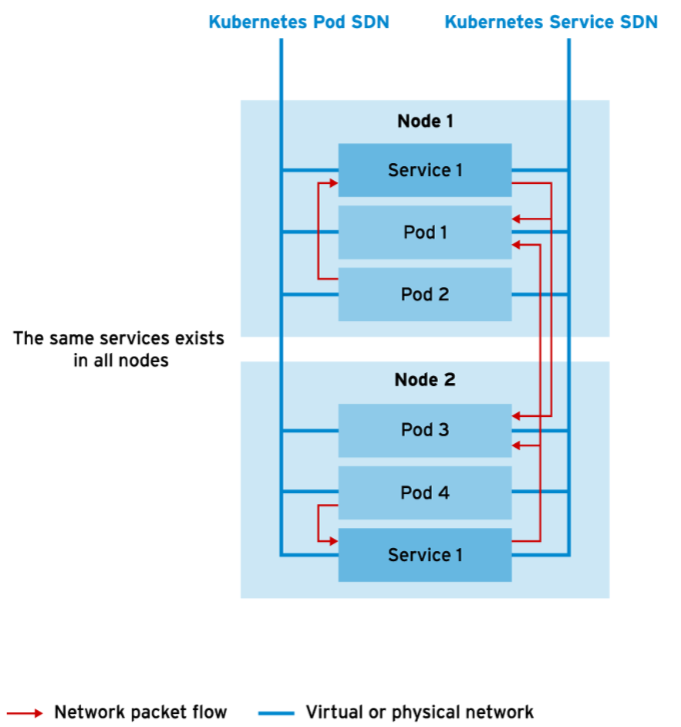 Kubernetes Pod SDN
Kubernetes Service SDN
Node 1
Service 1
Pod 1
Pod 2
The same services exists
in all nodes
Node 2
Pod 3
Pod 4
Service 1
Network packet flow
Virtual or physical network